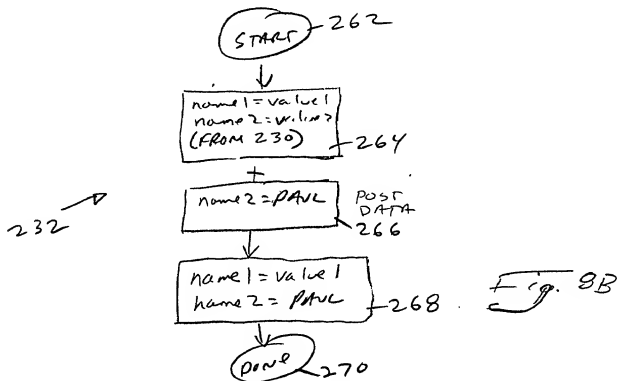 START 262
name1=value1
name2=value2
(FROM 230)
264
+
name2=PAUL
POST
DATA
266
232
name1=value1
name2=PAUL
268
Fig. 8B
DONE 270